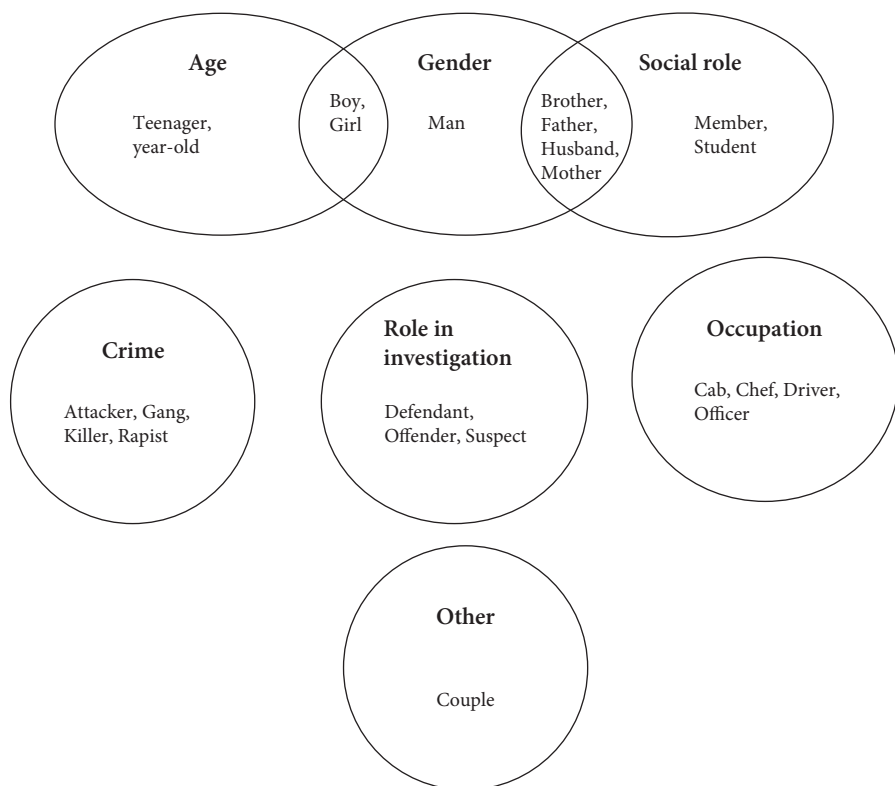 Age
Teenager,
year-old
Boy,
Girl
Gender
Man
Brother,
Father,
Husband,
Mother
Social role
Member,
Student
Crime
Attacker, Gang,
Killer, Rapist
Role in
investigation
Defendant,
Offender, Suspect
Occupation
Cab, Chef, Driver,
Officer
Other
Couple